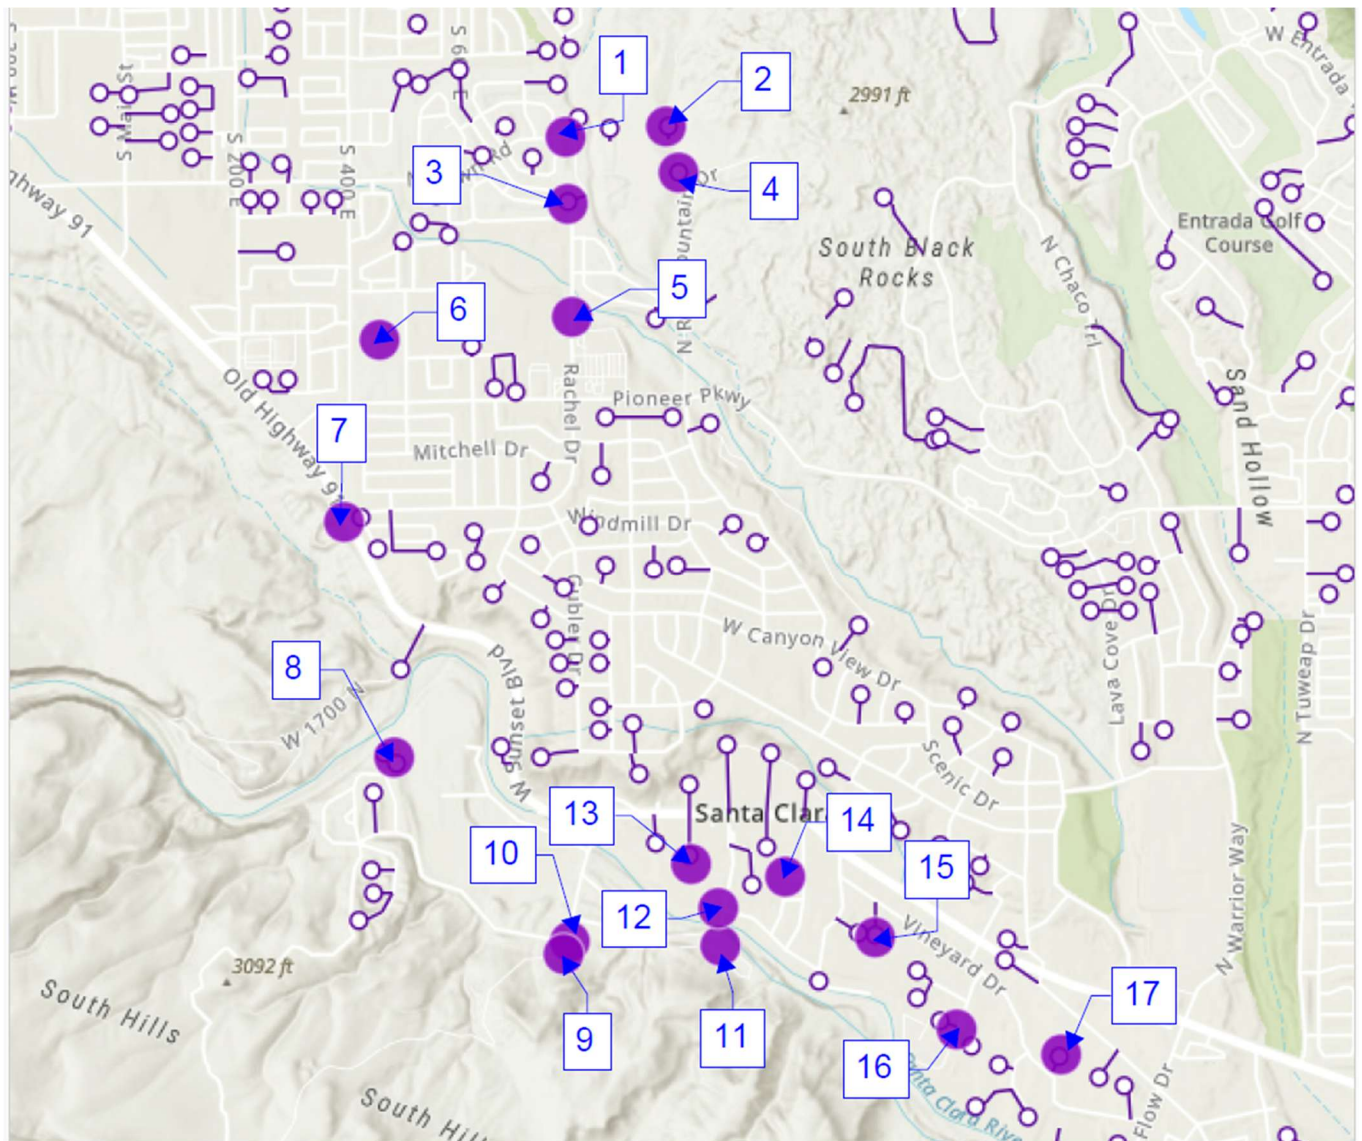 W Entrada
S 600 E
1
2
2991 ft
S Main St
S 200 E
S 400 E
3
4
Dr
Entrada Golf
Course
South Black
Rocks
N Chaco Trl
5
6
Old Highway 91
Rachel Dr
Pioneer Pkwy
Sand Hollow
7
Mitchell Dr
Windmill Dr
Gubler Dr
W Canyon View Dr
Lava Cove Dr
N Tuweap Dr
8
W 1700 N
W Sunset Blvd
Scenic Dr
13
Santa Clar
14
10
15
12
Vineyard Dr
N Warrior Way
3092 ft
South Hills
9
11
17
16
Santa Clara River
Flow Dr
South Hills